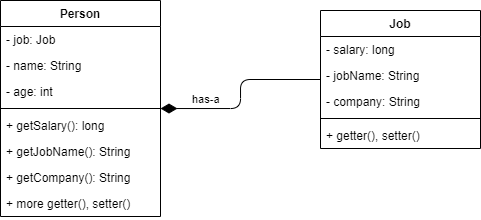 Person
- job: Job
- name: String
- age: int
+ getSalary(): long
+ getJobName(): String
+ getCompany(): String
+ more getter(), setter()
has-a
Job
- salary: long
- jobName: String
- company: String
+ getter(), setter()